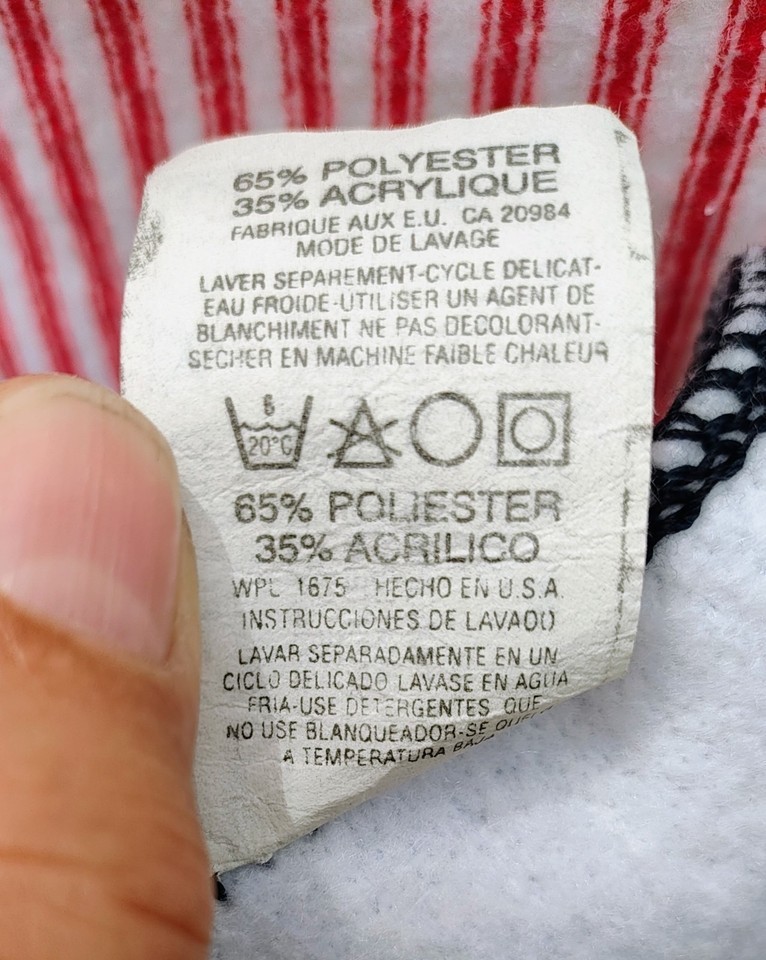 65% POLYESTER
35% ACRYLIQUE
FABRIQUE AUX E.U. CA 20984
MODE DE LAVAGE
LAVER SEPAREMENT-CYCLE DELICAT-
EAU FROIDE-UTILISER UN AGENT DE
BLANCHIMENT NE PAS DECOLORANT-
SECHER EN MACHINE FAIBLE CHALEUR
6
20°C
65% POLIESTER
35% ACRILICO
WPL 1675 HECHO EN U.S.A.
INSTRUCCIONES DE LAVADO
LAVAR SEPARADAMENTE EN UN
CICLO DELICADO LAVASE EN AGUA
FRIA-USE DETERGENTES QUE
NO USE BLANQUEADOR-SE
A TEMPERATURA